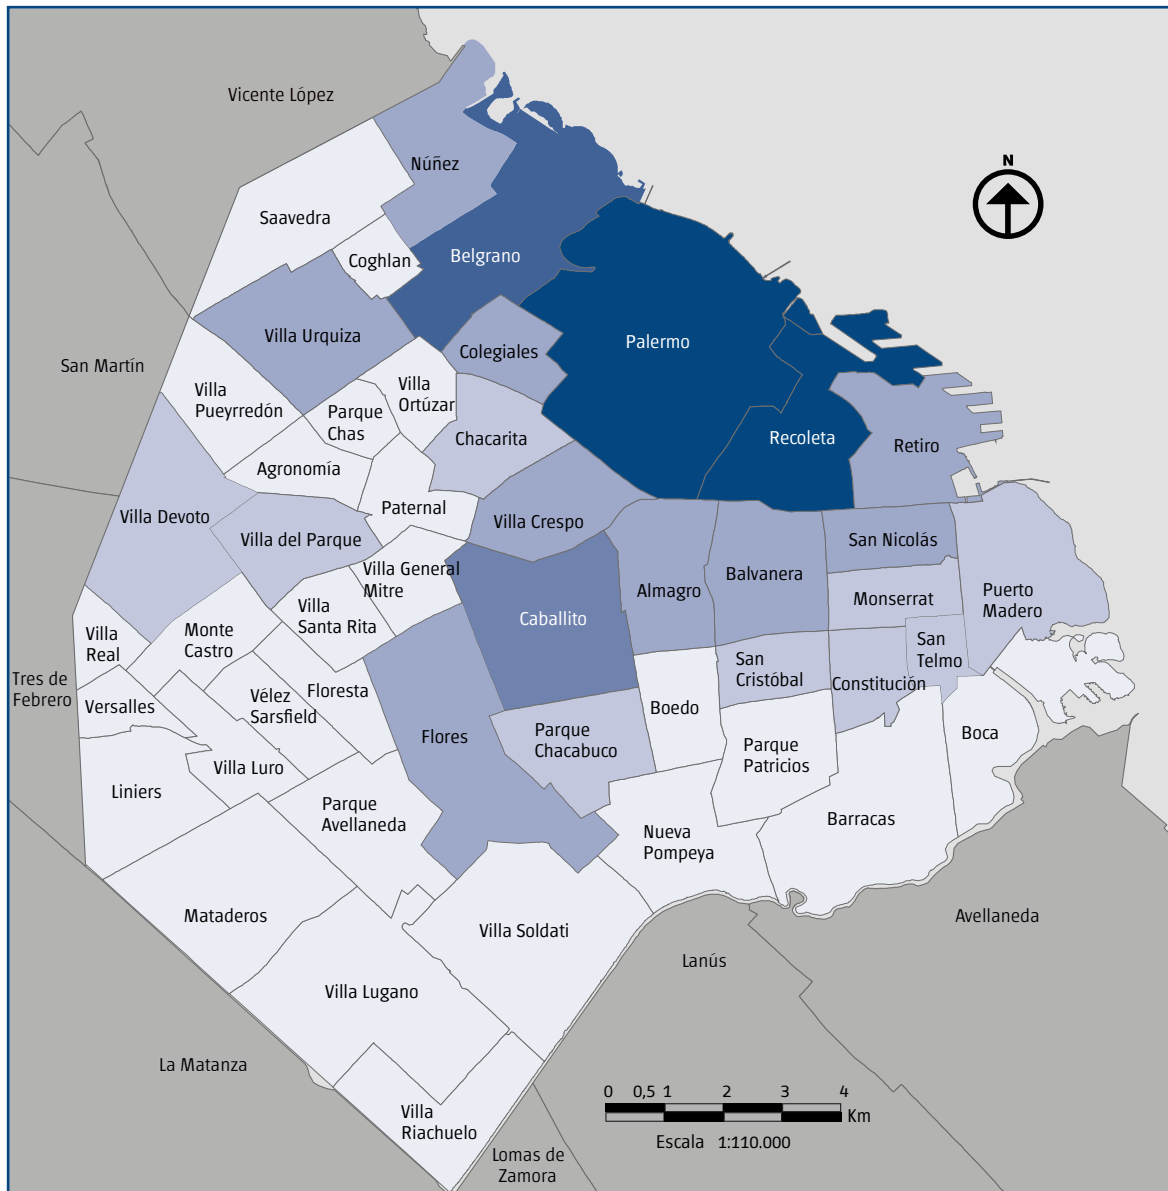 Vicente López
N
Núñez
Saavedra
Coghlan
Belgrano
Villa Urquiza
Colegiales
Palermo
San Martín
Villa
Pueyrredón
Villa
Ortúzar
Parque
Chas
Chacarita
Recoleta
Retiro
Agronomía
Paternal
Villa Devoto
Villa Crespo
Villa del Parque
San Nicolás
Villa General
Mitre
Almagro
Balvanera
Monserrat
Puerto
Madero
Villa
Santa Rita
Caballito
Villa
Real
Monte
Castro
San
Telmo
San
Cristóbal
Constitución
Tres de
Febrero
Versalles
Vélez
Sarsfield
Floresta
Boedo
Flores
Parque
Chacabuco
Parque
Patricios
Boca
Villa Luro
Liniers
Parque
Avellaneda
Nueva
Pompeya
Barracas
Mataderos
Villa Soldati
Avellaneda
Lanús
Villa Lugano
La Matanza
0 0,5 1 2 3 4
Km
Escala 1:110.000
Villa
Riachuelo
Lomas de
Zamora